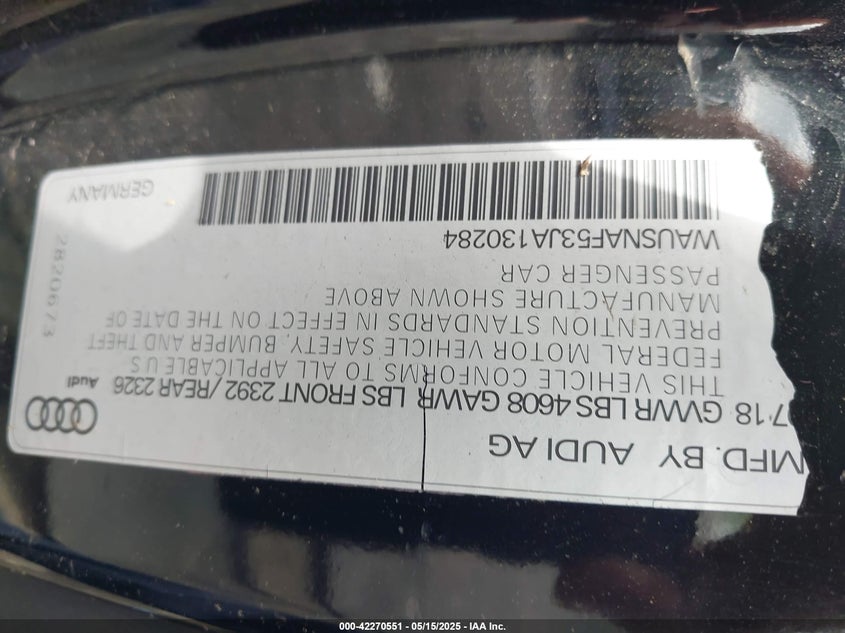 MFD. BY AUDI AG
7·18 GVWR LBS 4608 GAWR LBS FRONT 2392 / REAR 2326
THIS VEHICLE CONFORMS TO ALL APPLICABLE U S
FEDERAL MOTOR VEHICLE SAFETY, BUMPER AND THEFT
PREVENTION STANDARDS IN EFFECT ON THE DATE OF
MANUFACTURE SHOWN ABOVE
PASSENGER CAR
WAUSNAF53JA130284
Audi
2820673
GERMANY
000-42270551 - 05/15/2025 - IAA Inc.